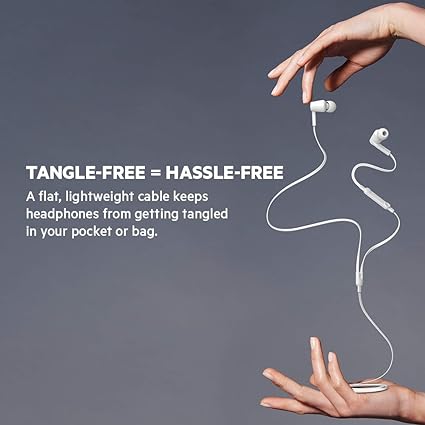 TANGLE-FREE = HASSLE-FREE
A flat, lightweight cable keeps
headphones from getting tangled
in your pocket or bag.